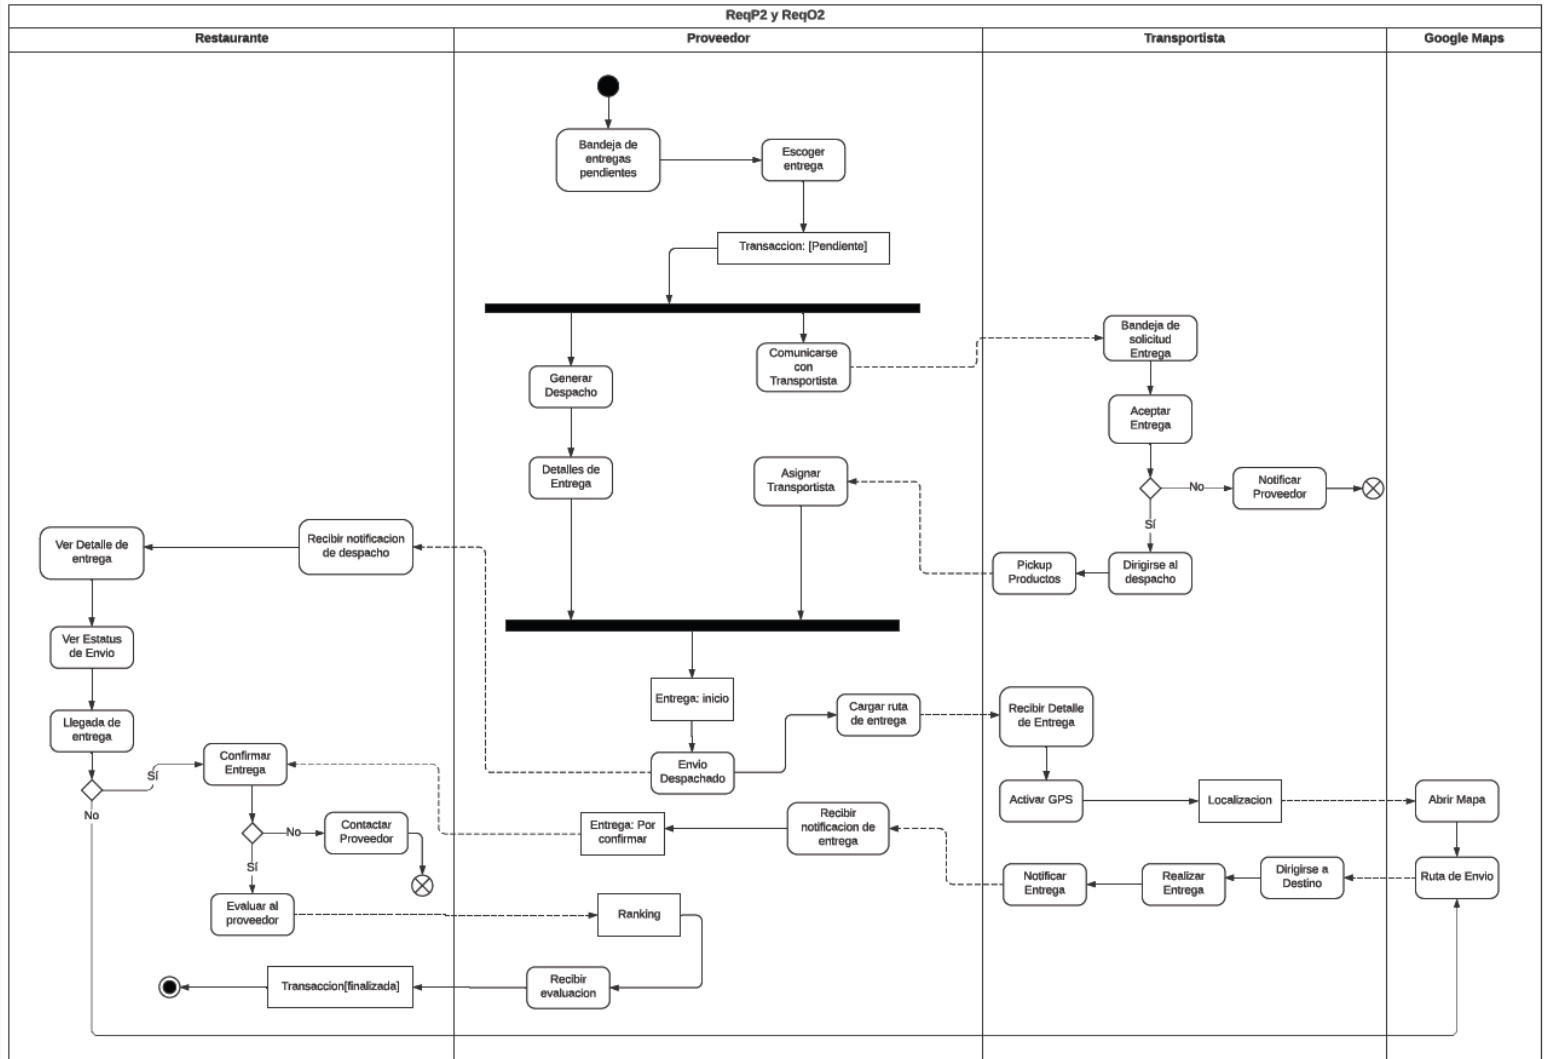 ReqP2 y ReqO2
Restaurante
Proveedor
Transportista
Google Maps
Bandeja de
entregas
pendientes
Escoger
entrega
Transaccion: [Pendiente]
Generar
Despacho
Comunicarse
con
Transportista
Bandeja de
solicitud
Entrega
Aceptar
Entrega
Detalles de
Entrega
Asignar
Transportista
No
Notificar
Proveedor
Sí
Dirigirse al
despacho
Pickup
Productos
Recibir notificacion
de despacho
Ver Detalle de
entrega
Ver Estatus
de Envio
Llegada de
entrega
Sí
No
Confirmar
Entrega
No
Contactar
Proveedor
Sí
Evaluar al
proveedor
Entrega: inicio
Envio
Despachado
Cargar ruta
de entrega
Recibir Detalle
de Entrega
Activar GPS
Localizacion
Abrir Mapa
Ruta de Envio
Dirigirse a
Destino
Realizar
Entrega
Notificar
Entrega
Recibir
notificacion de
entrega
Entrega: Por
confirmar
Ranking
Recibir
evaluacion
Transaccion[finalizada]